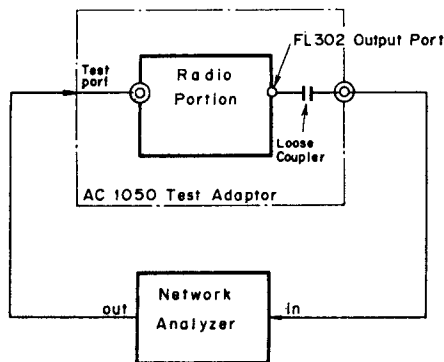 FL302 Output Port
Test
port
Radio
Portion
Loose
Coupler
AC 1050 Test Adaptor
out
in
Network
Analyzer